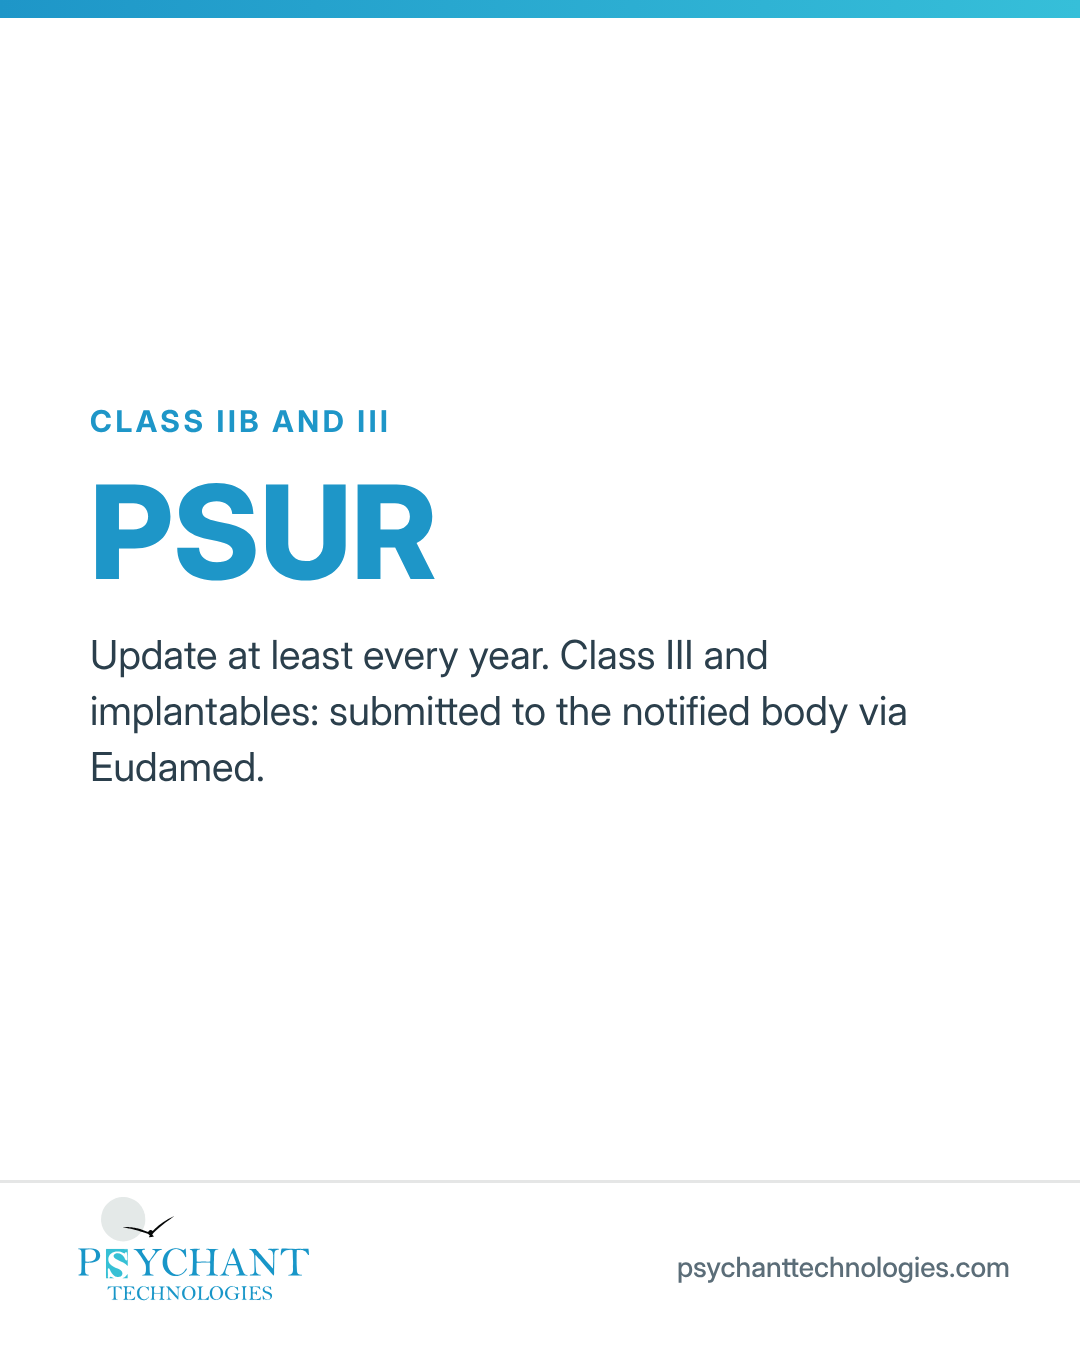 CLASS IIB AND III
PSUR
Update at least every year. Class III and
implantables: submitted to the notified body via
Eudamed.
PSYCHANT
TECHNOLOGIES
psychanttechnologies.com